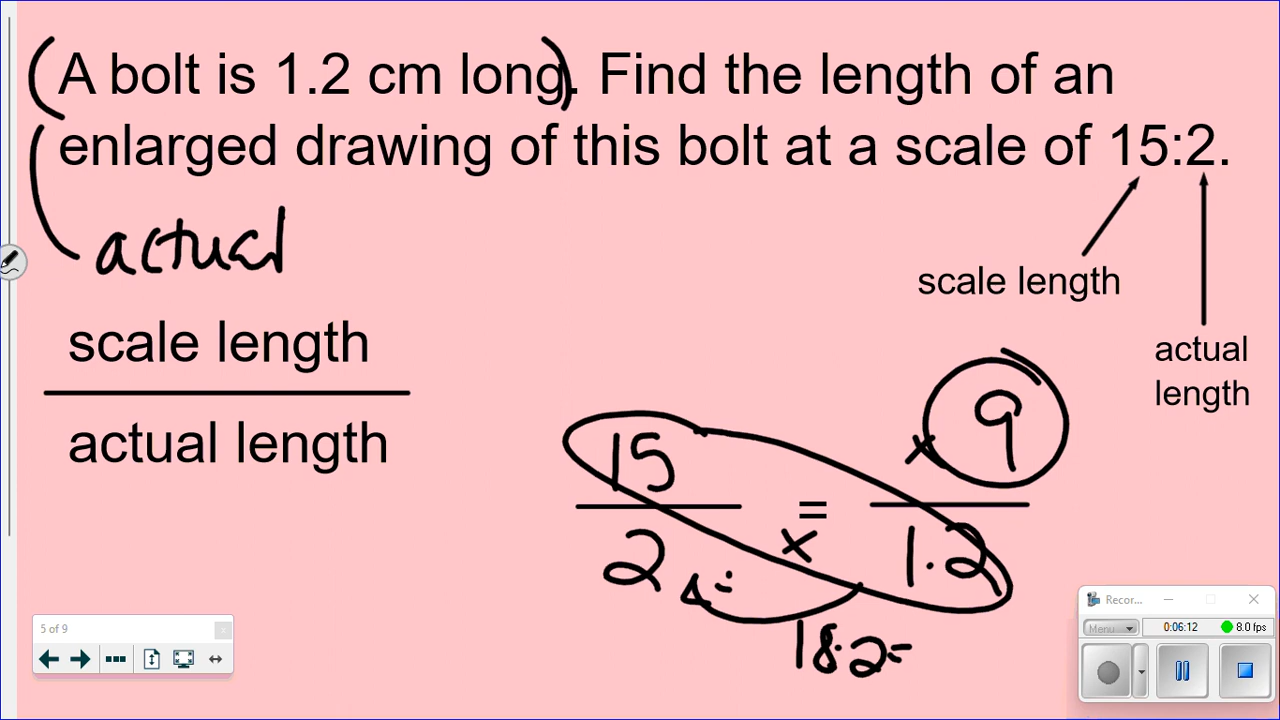 (A bolt is 1.2 cm long). Find the length of an
enlarged drawing of this bolt at a scale of 15:2.
actual
scale length
actual
length
scale length
actual length
15
2
=
x
÷
x 9
1.2
18.2=
5 of 9
x
Recor...
Menu
0:06:12
8.0 fps